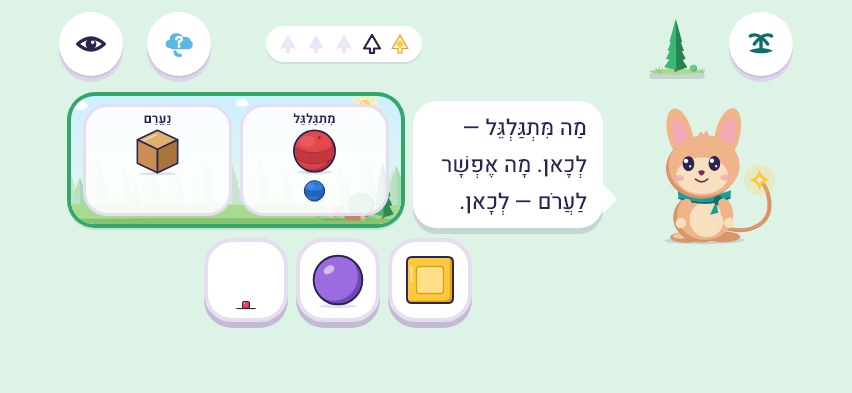 מַה מִּתְגַּלְגֵּל –
לְכָאן. מָה אֶפְשָׁר
לַעֲרֹם – לְכָאן.
מִתְגַּלְגֵּל
נֶעֱרָם